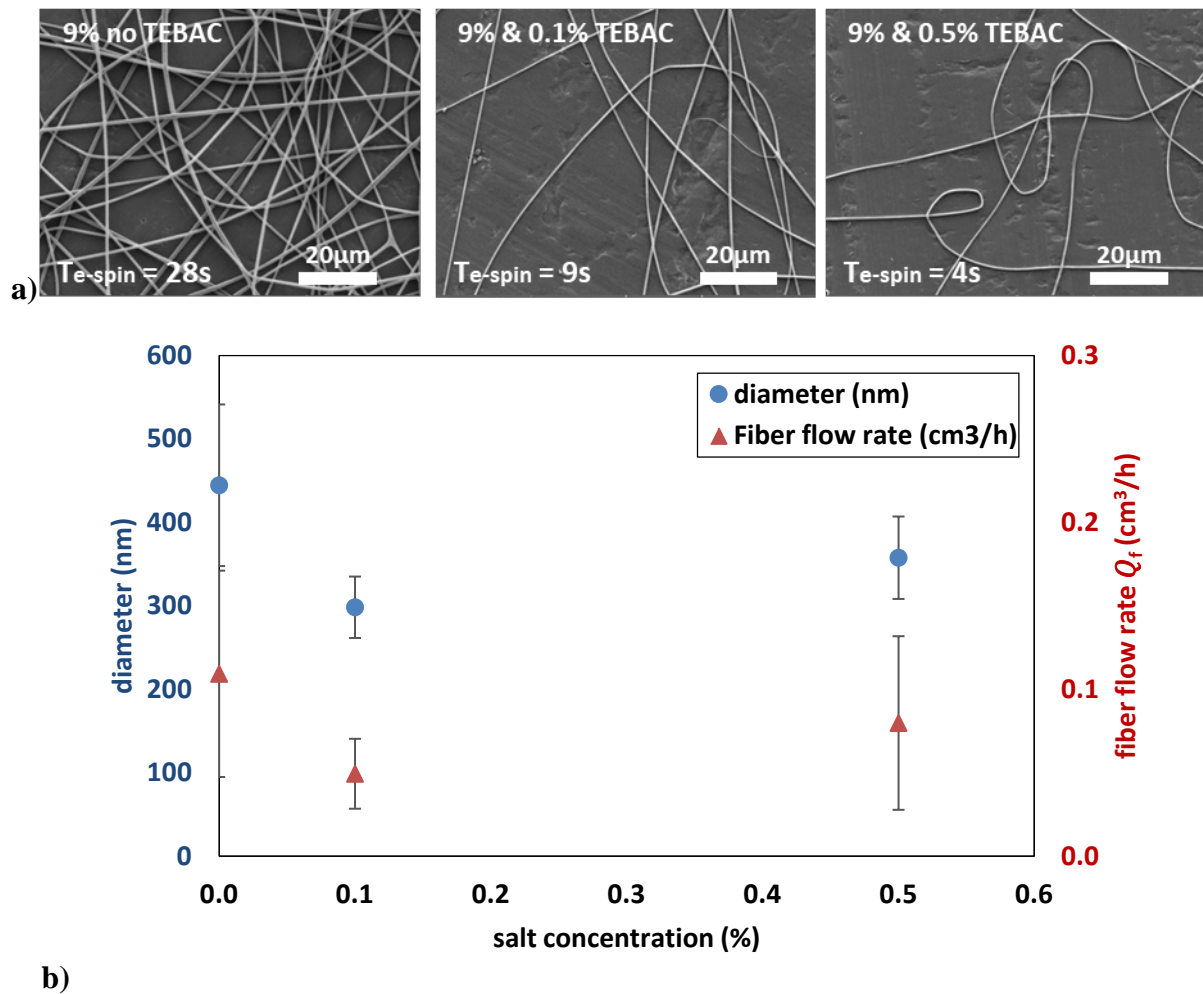 9% no TEBAC
9% & 0.1% TEBAC
9% & 0.5% TEBAC
20µm
20µm
20µm
Te-spin = 28s
Te-spin = 9s
Te-spin = 4s
a)
600
500
400
300
200
100
0
diameter (nm)
diameter (nm)
Fiber flow rate (cm3/h)
0.3
0.2
0.1
0.0
fiber flow rate Qf (cm³/h)
0.0 0.1 0.2 0.3 0.4 0.5 0.6
salt concentration (%)
b)